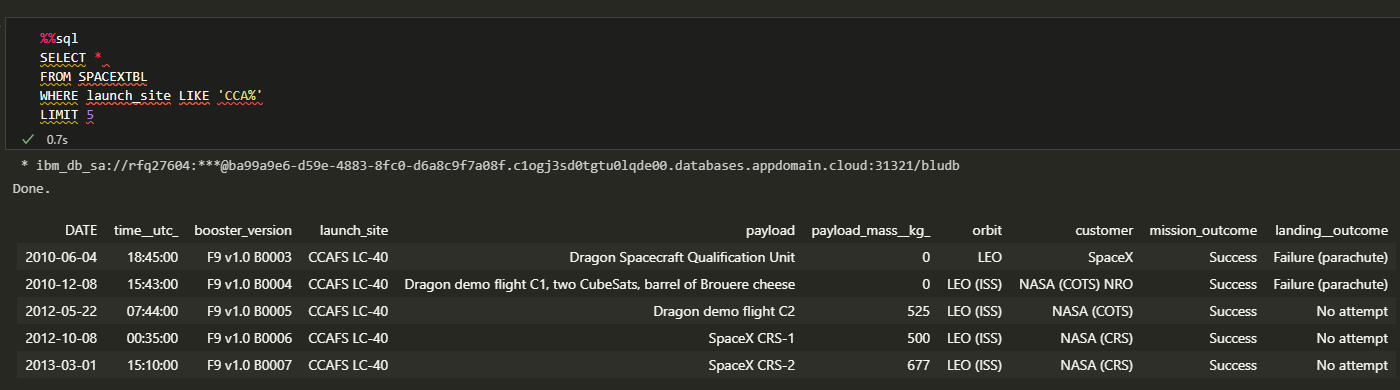 %%sql
SELECT *
FROM SPACEXTBL
WHERE launch_site LIKE 'CCA%'
LIMIT 5
✓ 0.7s
* ibm_db_sa://rfq27604:***@ba99a9e6-d59e-4883-8fc0-d6a8c9f7a08f.c1ogj3sd0tgtu0lqde00.databases.appdomain.cloud:31321/bludb
Done.
DATE time__utc_ booster_version launch_site payload payload_mass__kg_ orbit customer mission_outcome landing__outcome
2010-06-04 18:45:00 F9 v1.0 B0003 CCAFS LC-40 Dragon Spacecraft Qualification Unit 0 LEO SpaceX Success Failure (parachute)
2010-12-08 15:43:00 F9 v1.0 B0004 CCAFS LC-40 Dragon demo flight C1, two CubeSats, barrel of Brouere cheese 0 LEO (ISS) NASA (COTS) NRO Success Failure (parachute)
2012-05-22 07:44:00 F9 v1.0 B0005 CCAFS LC-40 Dragon demo flight C2 525 LEO (ISS) NASA (COTS) Success No attempt
2012-10-08 00:35:00 F9 v1.0 B0006 CCAFS LC-40 SpaceX CRS-1 500 LEO (ISS) NASA (CRS) Success No attempt
2013-03-01 15:10:00 F9 v1.0 B0007 CCAFS LC-40 SpaceX CRS-2 677 LEO (ISS) NASA (CRS) Success No attempt